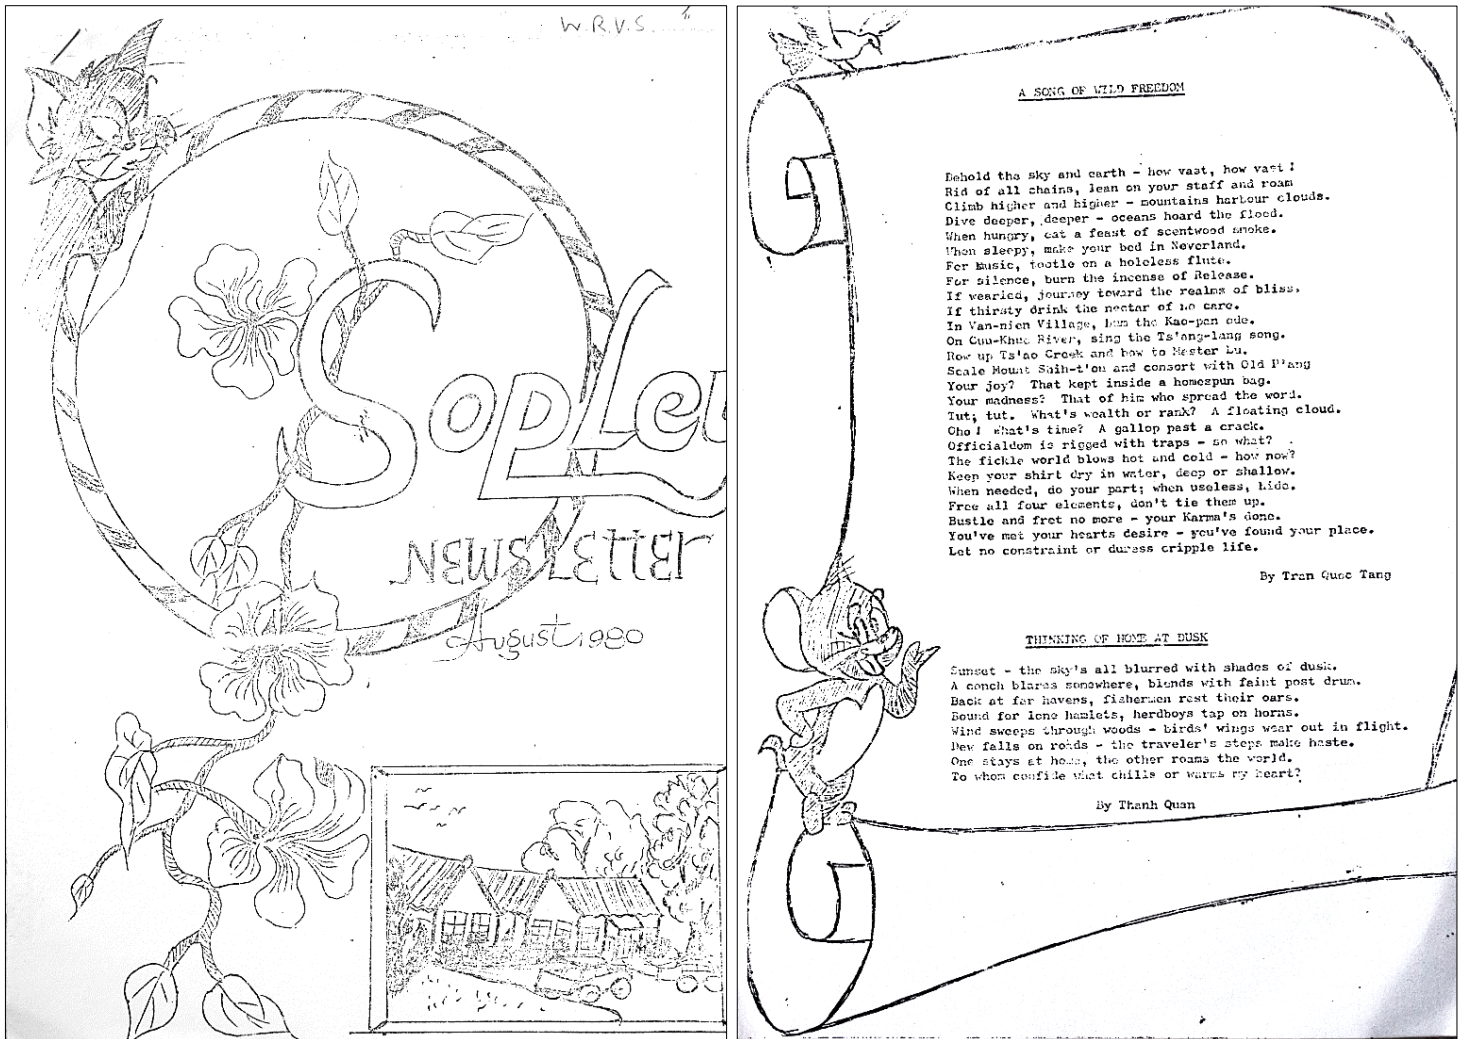 W.R.V.S.
Sopley
NEWSLEttER
August 1980
A SONG OF WILD FREEDOM
Behold the sky and earth - how vast, how vast !
Rid of all chains, lean on your staff and roam
Climb higher and higher - mountains harbour clouds.
Dive deeper, deeper - oceans hoard the flood.
When hungry, eat a feast of scentwood smoke.
When sleepy, make your bed in Neverland.
For Music, tootle on a holeless flute.
For silence, burn the incense of Release.
If wearied, journey toward the realms of bliss,
If thirsty drink the nectar of no care.
In Van-nien Village, hum the Kao-pan ode.
On Cuu-Khuc River, sing the Ts'ang-lang song.
Row up Ts'ao Creek and bow to Master Lu.
Scale Mount Shih-t'ou and consort with Old P'ang
Your joy? That kept inside a homespun bag.
Your madness? That of him who spread the word.
Tut; tut. What's wealth or rank? A floating cloud.
Oho ! What's time? A gallop past a crack.
Officialdom is rigged with traps - so what?
The fickle world blows hot and cold - how now?
Keep your shirt dry in water, deep or shallow.
When needed, do your part; when useless, hide.
Free all four elements, don't tie them up.
Bustle and fret no more - your Karma's done.
You've met your hearts desire - you've found your place.
Let no constraint or duress cripple life.
By Tran Quoc Tang
THINKING OF HOME AT DUSK
Sunset - the sky's all blurred with shades of dusk.
A conch blares somewhere, blends with faint post drum.
Back at far havens, fishermen rest their oars.
Bound for lone hamlets, herdboys tap on horns.
Wind sweeps through woods - birds' wings wear out in flight.
Dew falls on roads - the traveler's steps make haste.
One stays at home, the other roams the world.
To whom confide what chills or warms my heart?
By Thanh Quan